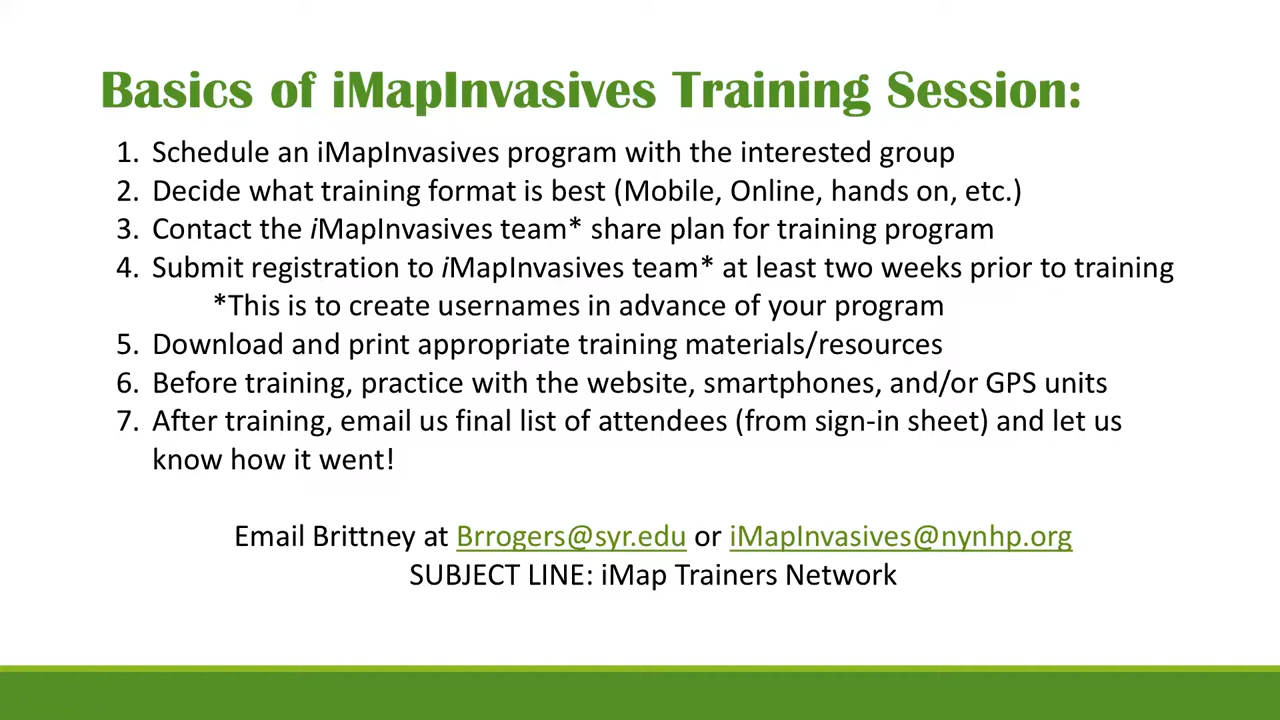 Basics of iMapInvasives Training Session:
1. Schedule an iMapInvasives program with the interested group
2. Decide what training format is best (Mobile, Online, hands on, etc.)
3. Contact the iMapInvasives team* share plan for training program
4. Submit registration to iMapInvasives team* at least two weeks prior to training
*This is to create usernames in advance of your program
5. Download and print appropriate training materials/resources
6. Before training, practice with the website, smartphones, and/or GPS units
7. After training, email us final list of attendees (from sign-in sheet) and let us
know how it went!
Email Brittney at Brrogers@syr.edu or iMapInvasives@nynhp.org
SUBJECT LINE: iMap Trainers Network